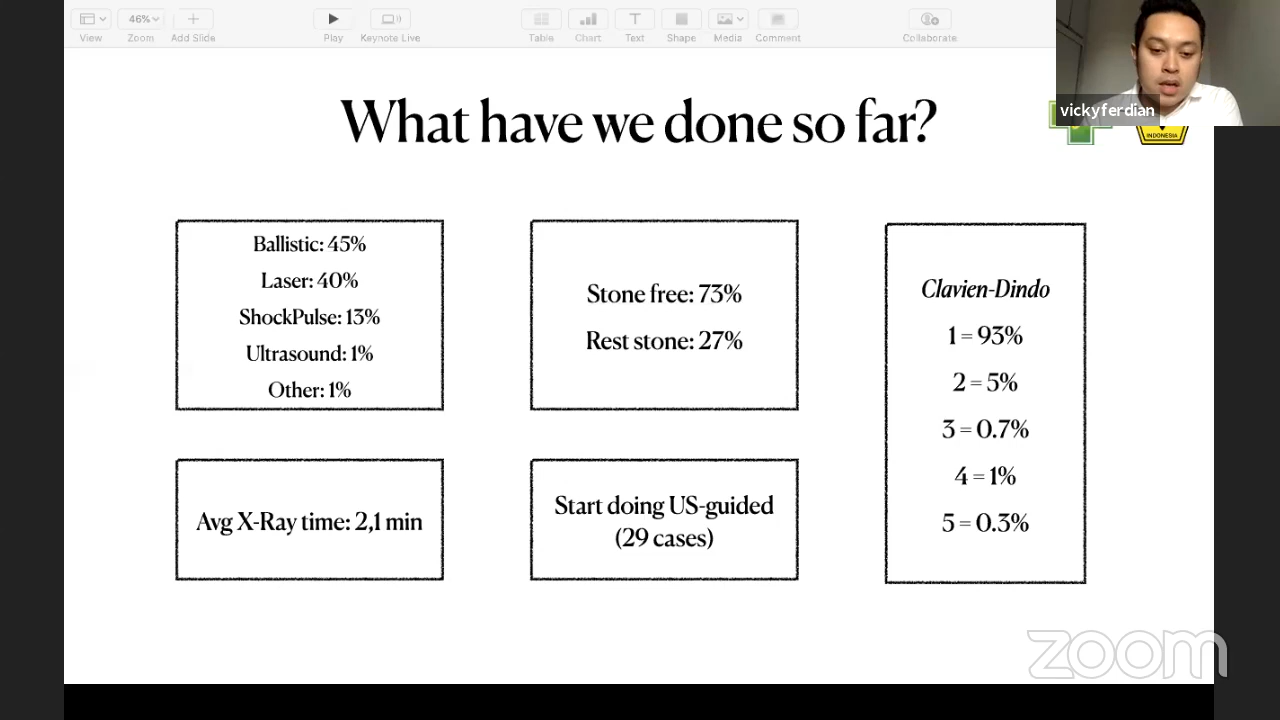 46%
View
Zoom
Add Slide
Play
Keynote Live
Table
Chart
Text
Shape
Media
Comment
Collaborate
vickyferdian
INDONESIA
What have we done so far?
Ballistic: 45%
Laser: 40%
ShockPulse: 13%
Ultrasound: 1%
Other: 1%
Stone free: 73%
Rest stone: 27%
Clavien-Dindo
1 = 93%
2 = 5%
3 = 0.7%
4 = 1%
5 = 0.3%
Avg X-Ray time: 2,1 min
Start doing US-guided
(29 cases)
zoom